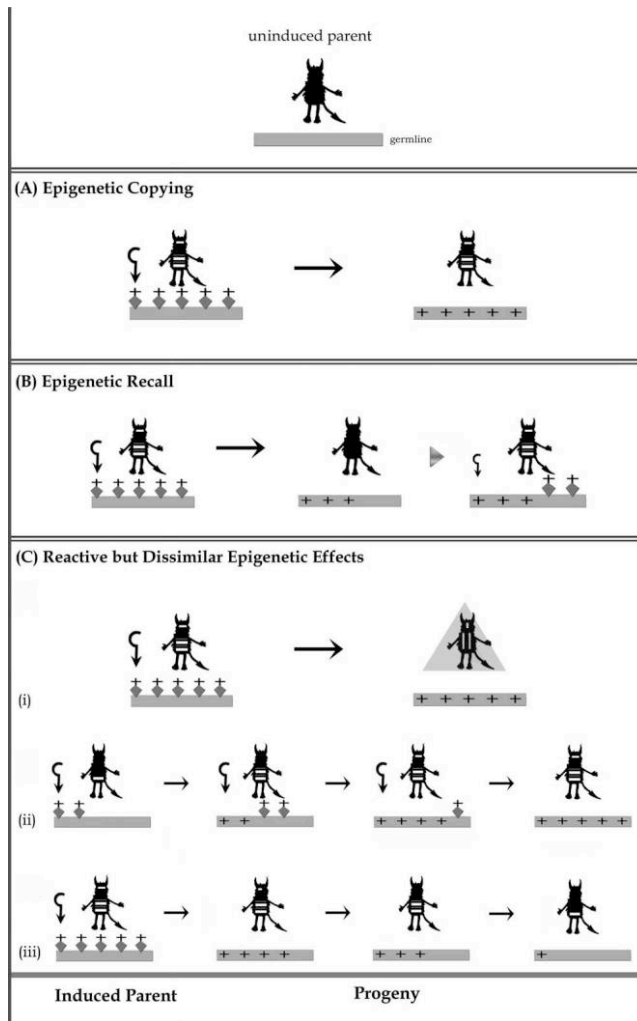 uninduced parent
germline
(A) Epigenetic Copying
+ + + + +
+ + + + +
(B) Epigenetic Recall
+ + + + +
+ + +
+ +
+ + +
(C) Reactive but Dissimilar Epigenetic Effects
+ + + + +
(i)
+ + + + +
+ +
+ +
+
(ii)
+ +
+ + + +
+ + + + +
+ + + + +
(iii)
+ + + +
+ + +
+
Induced Parent
Progeny